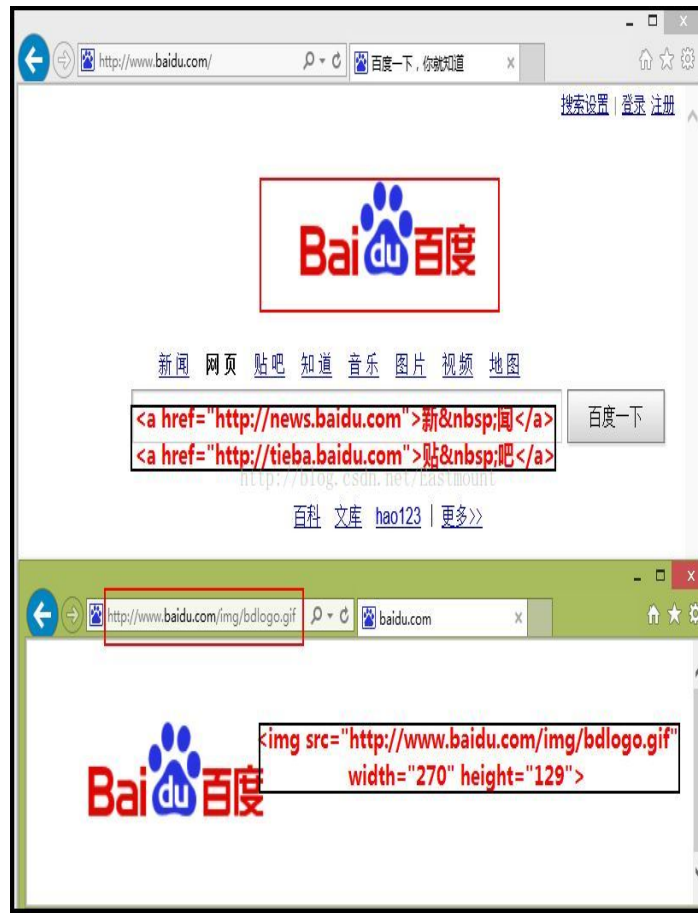 http://www.baidu.com/
百度一下，你就知道
搜索设置 | 登录 注册
Bai du 百度
新闻 网页 贴吧 知道 音乐 图片 视频 地图
<a href="http://news.baidu.com">新&nbsp;闻</a>
百度一下
<a href="http://tieba.baidu.com">贴&nbsp;吧</a>
http://blog.csdn.net/Eastmount
百科 文库 hao123 | 更多>>
http://www.baidu.com/img/bdlogo.gif
baidu.com
Bai du 百度
<img src="http://www.baidu.com/img/bdlogo.gif"
width="270" height="129">